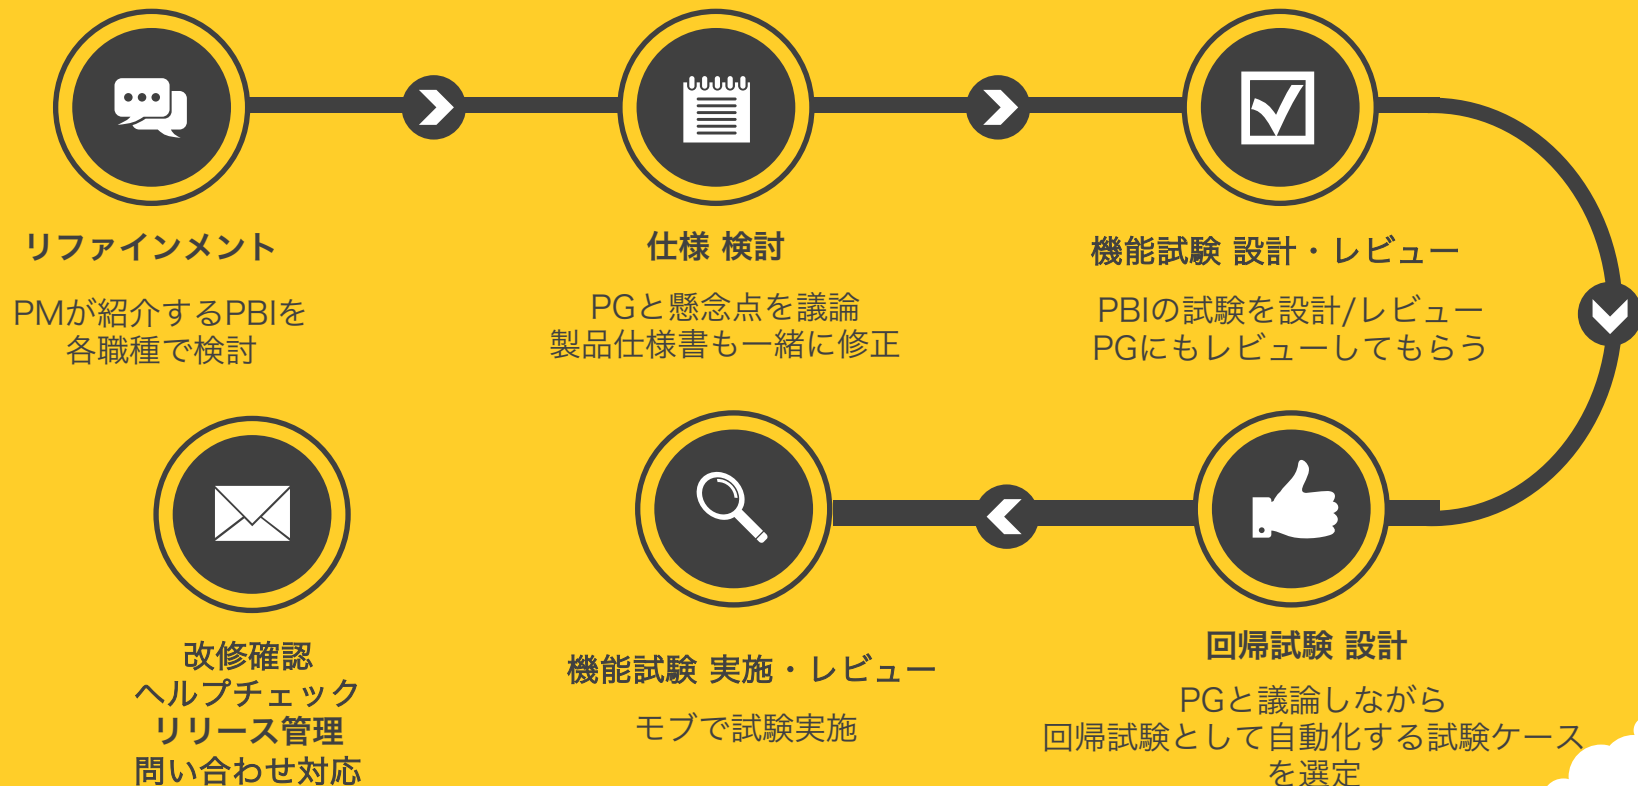 リファインメント
PMが紹介するPBIを
各職種で検討
仕様 検討
PGと懸念点を議論
製品仕様書も一緒に修正
機能試験 設計・レビュー
PBIの試験を設計/レビュー
PGにもレビューしてもらう
回帰試験 設計
PGと議論しながら
回帰試験として自動化する試験ケース
を選定
機能試験 実施・レビュー
モブで試験実施
改修確認
ヘルプチェック
リリース管理
問い合わせ対応